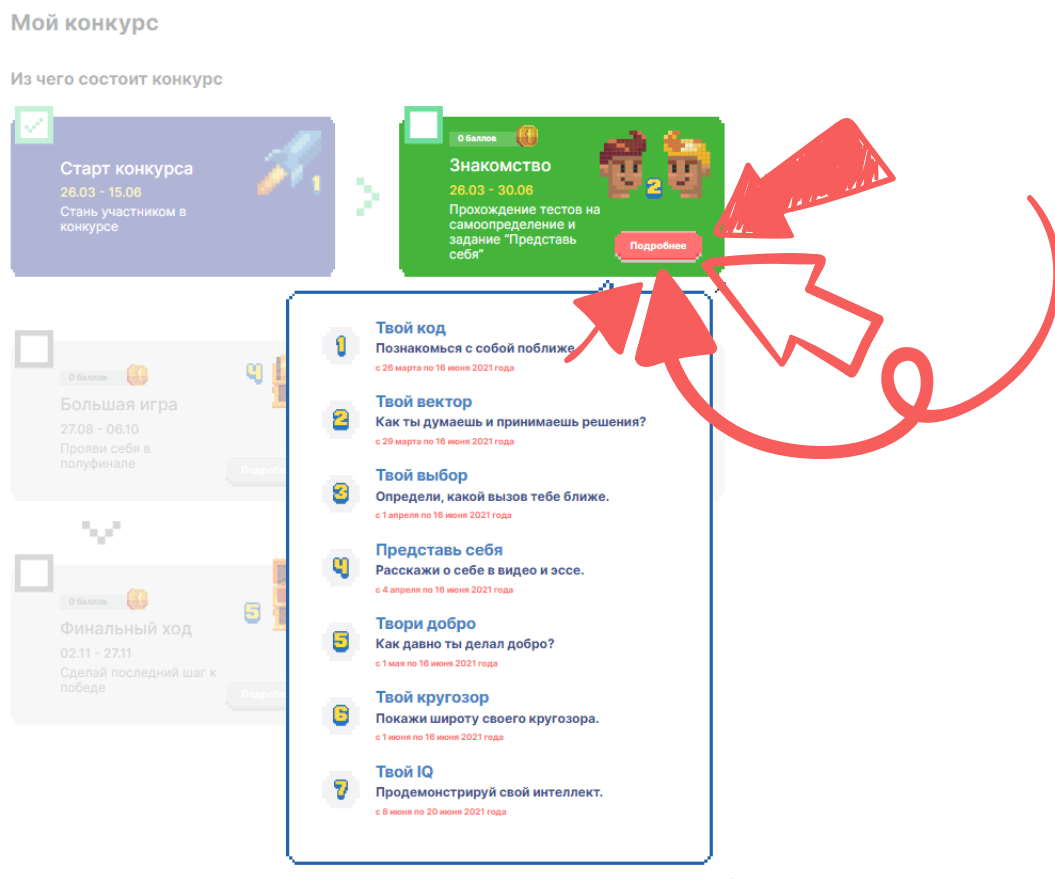 Мой конкурс
Из чего состоит конкурс
Старт конкурса
26.03 - 15.06
Стань участником в
конкурсе
1
0 баллов
Знакомство
26.03 - 30.06
Прохождение тестов на
самоопределение и
задание "Представь
себя"
2
Подробнее
0 баллов
4
Большая игра
27.08 - 06.10
Прояви себя в
полуфинале
0 баллов
5
Финальный ход
02.11 - 27.11
Сделай последний шаг к
победе
1
Твой код
Познакомься с собой поближе
с 26 марта по 16 июня 2021 года
2
Твой вектор
Как ты думаешь и принимаешь решения?
с 29 марта по 16 июня 2021 года
3
Твой выбор
Определи, какой вызов тебе ближе.
с 1 апреля по 16 июня 2021 года
4
Представь себя
Расскажи о себе в видео и эссе.
с 4 апреля по 16 июня 2021 года
5
Твори добро
Как давно ты делал добро?
с 1 мая по 16 июня 2021 года
6
Твой кругозор
Покажи широту своего кругозора.
с 1 июня по 16 июня 2021 года
7
Твой IQ
Продемонстрируй свой интеллект.
с 8 июня по 20 июня 2021 года